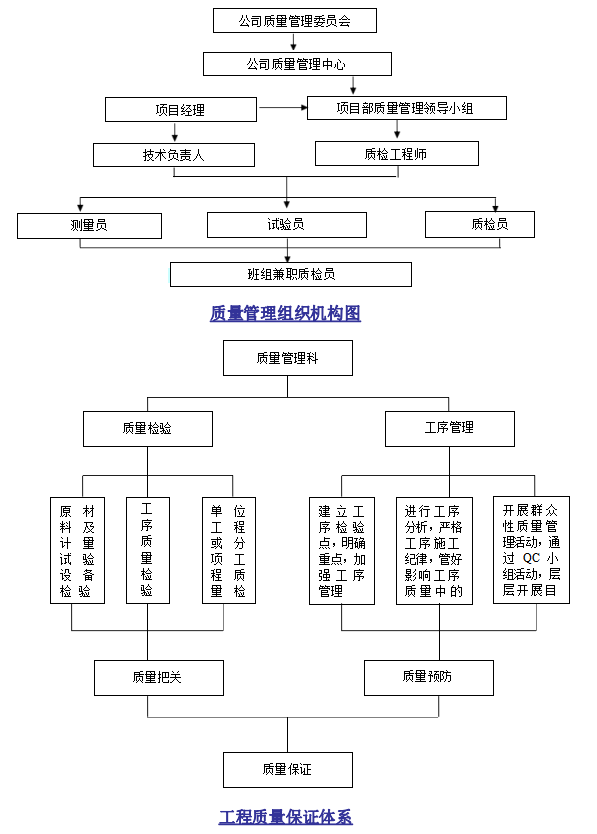 公司质量管理委员会
公司质量管理中心
项目经理
项目部质量管理领导小组
技术负责人
质检工程师
测量员
试验员
质检员
班组兼职质检员
质量管理组织机构图
质量管理科
质量检验
工序管理
原材
料及
计量
试验
设备
检验
工
序
质
量
检
验
单位
工程
或分
项工
程质
量检
建立工
序检验
点，明确
重点，加
强工序
管理
进行工序
分析，严格
工序施工
纪律，管好
影响工序
质量中的
开展群众
性质量管
理活动，通
过 QC 小
组活动，层
层开展目
质量把关
质量预防
质量保证
工程质量保证体系